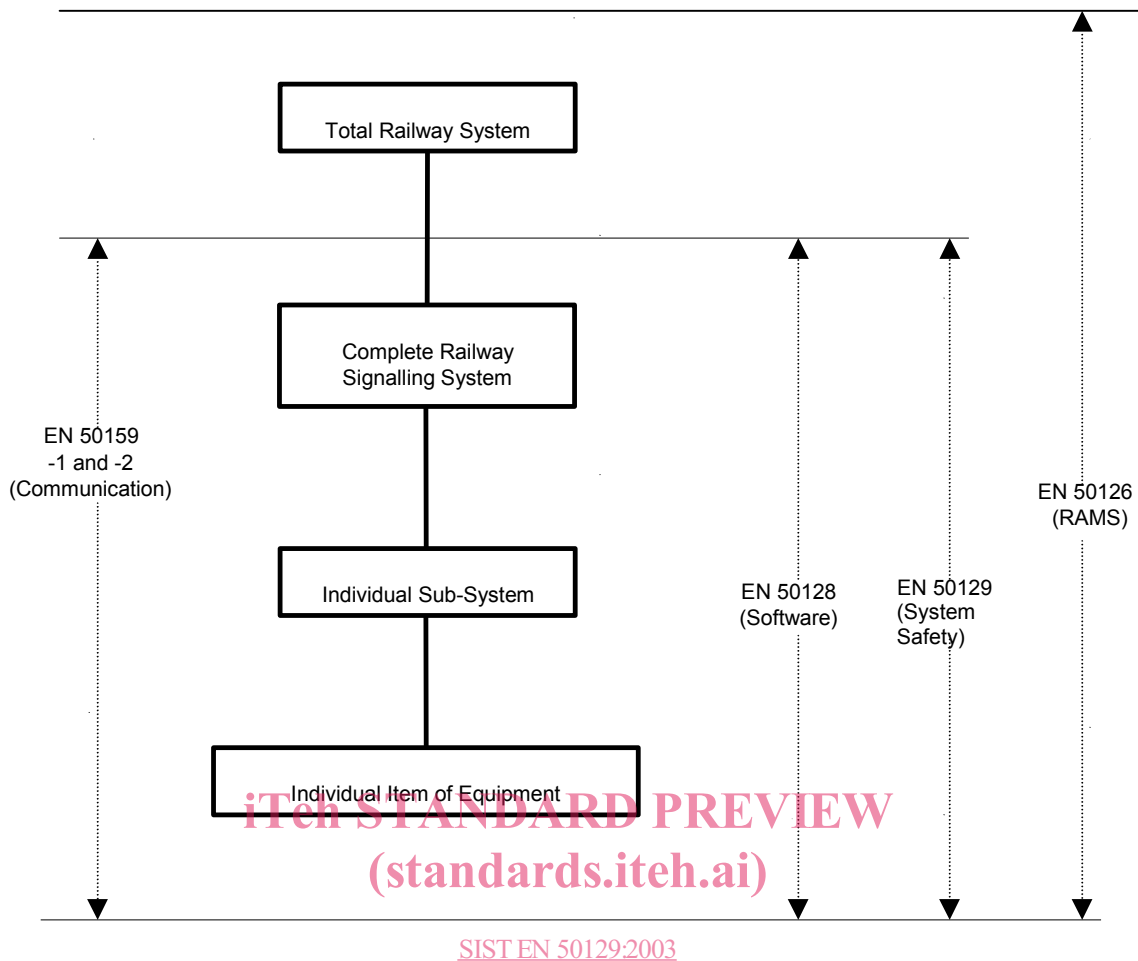 Total Railway System
Complete Railway
Signalling System
EN 50159
-1 and -2
(Communication)
EN 50126
(RAMS)
Individual Sub-System
EN 50128
(Software)
EN 50129
(System
Safety)
Individual Item of Equipment
iTeh STANDARD PREVIEW
(standards.iteh.ai)
SIST EN 50129:2003